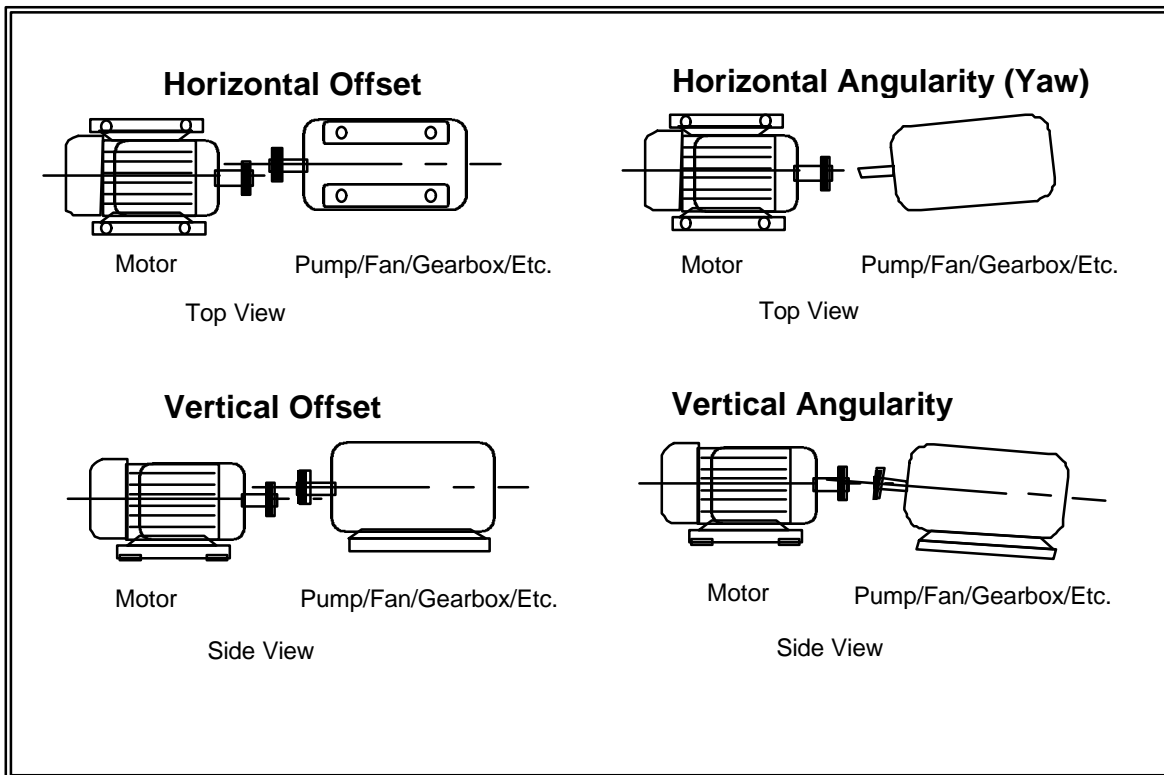 Horizontal Offset
Motor
Pump/Fan/Gearbox/Etc.
Top View
Horizontal Angularity (Yaw)
Motor
Pump/Fan/Gearbox/Etc.
Top View
Vertical Offset
Motor
Pump/Fan/Gearbox/Etc.
Side View
Vertical Angularity
Motor
Pump/Fan/Gearbox/Etc.
Side View